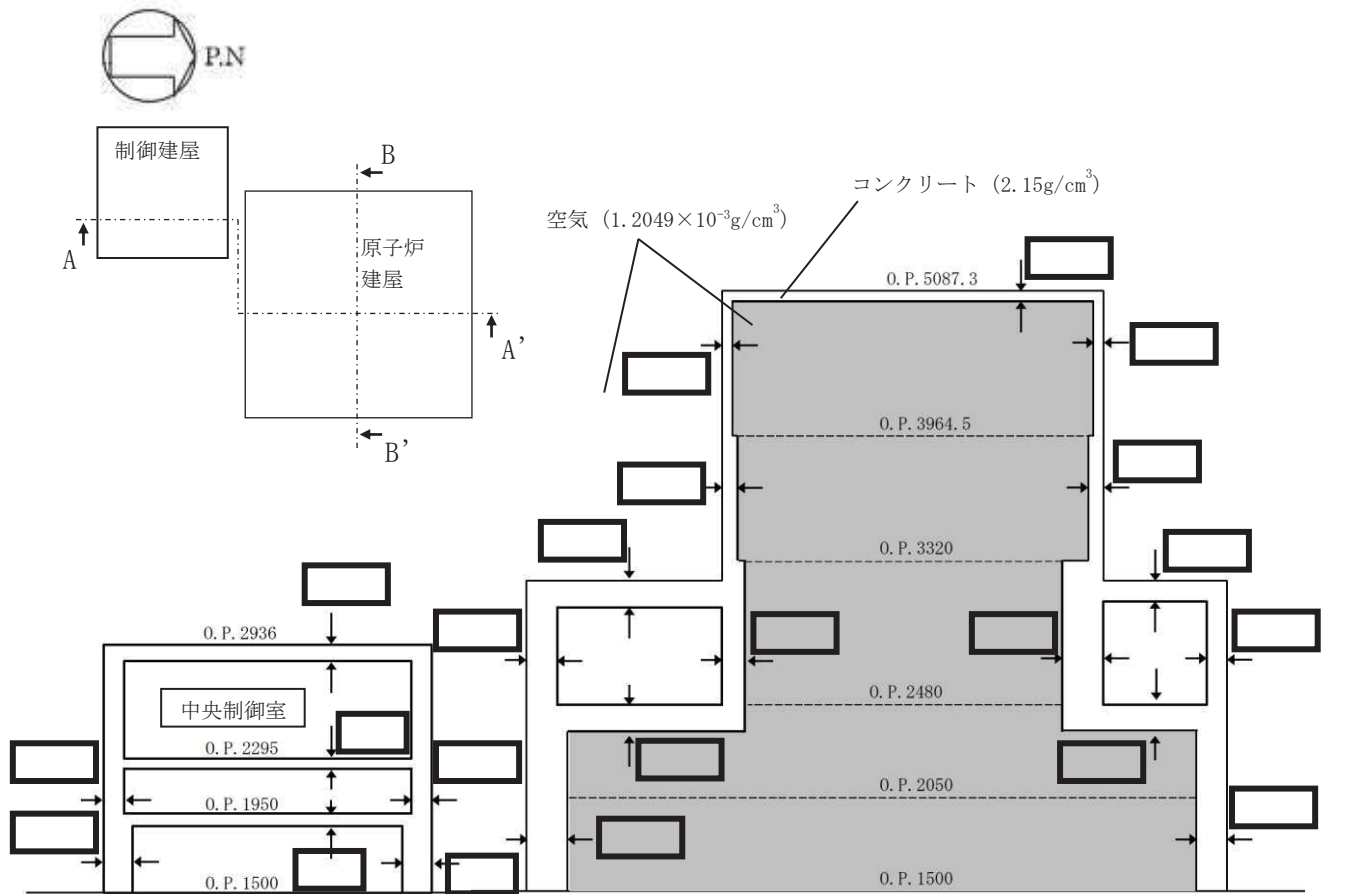 P.N
制御建屋
B
コンクリート (2.15g/cm³)
空気 (1.2049×10⁻³g/cm³)
A
原子炉
建屋
O.P.5087.3
A’
O.P.3964.5
B’
O.P.3320
O.P.2936
O.P.2480
中央制御室
O.P.2295
O.P.2050
O.P.1950
O.P.1500
O.P.1500